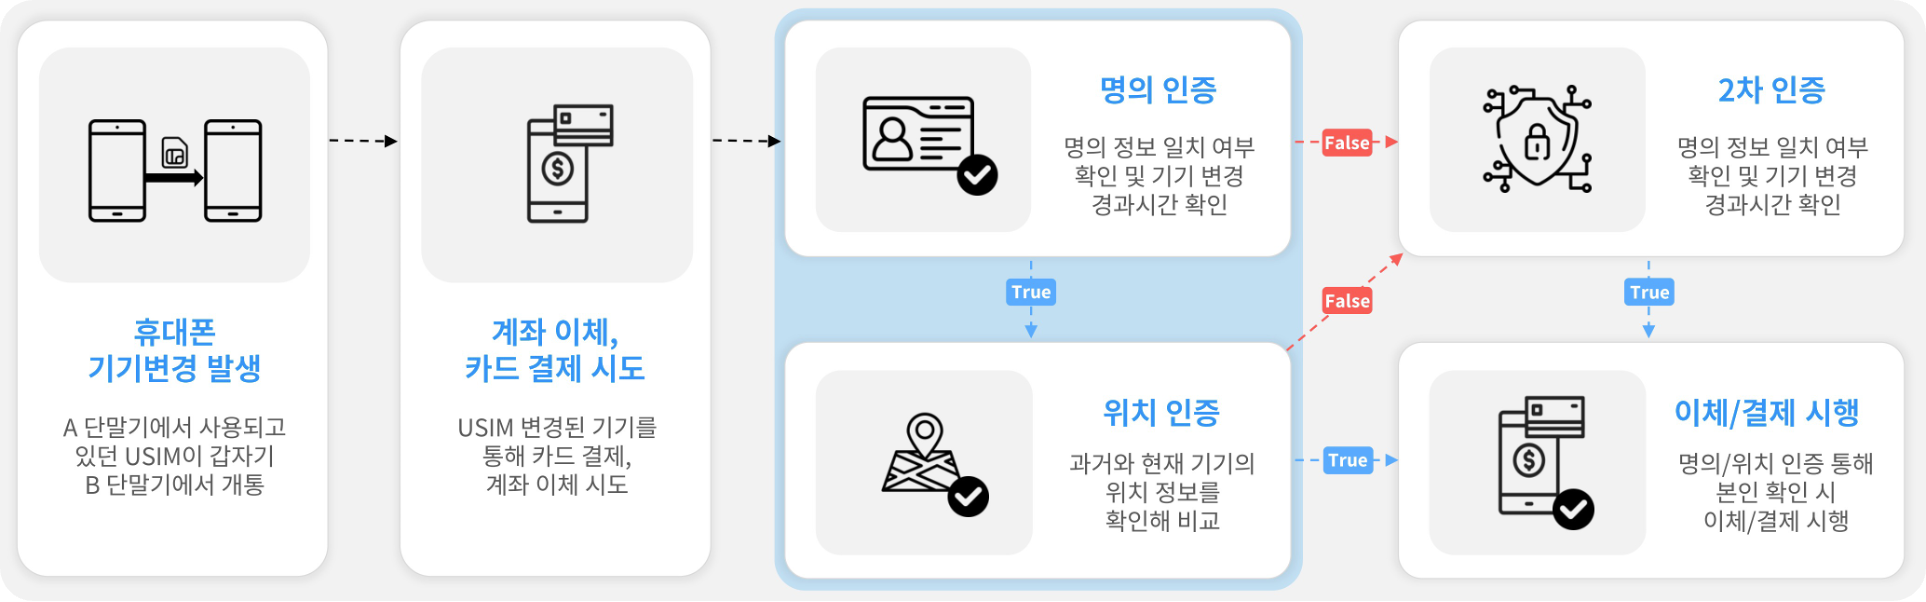 휴대폰
기기변경 발생
A 단말기에서 사용되고
있던 USIM이 갑자기
B 단말기에서 개통
계좌 이체,
카드 결제 시도
USIM 변경된 기기를
통해 카드 결제,
계좌 이체 시도
명의 인증
명의 정보 일치 여부
확인 및 기기 변경
경과시간 확인
False
True
위치 인증
과거와 현재 기기의
위치 정보를
확인해 비교
False
True
2차 인증
명의 정보 일치 여부
확인 및 기기 변경
경과시간 확인
True
이체/결제 시행
명의/위치 인증 통해
본인 확인 시
이체/결제 시행